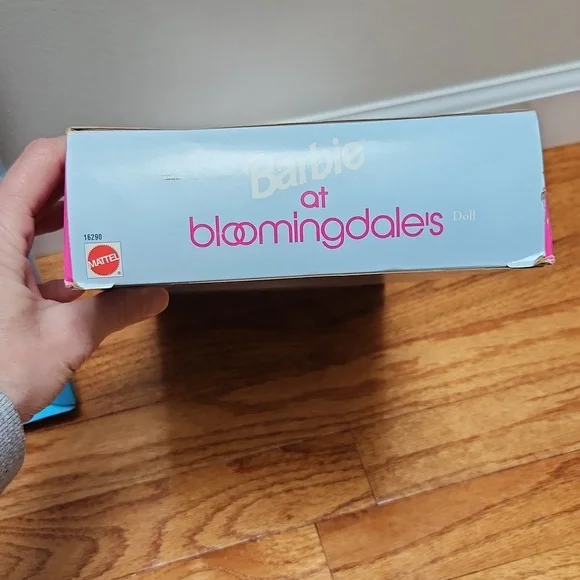 Barbie
at
bloomingdale's Doll
16290
MATTEL